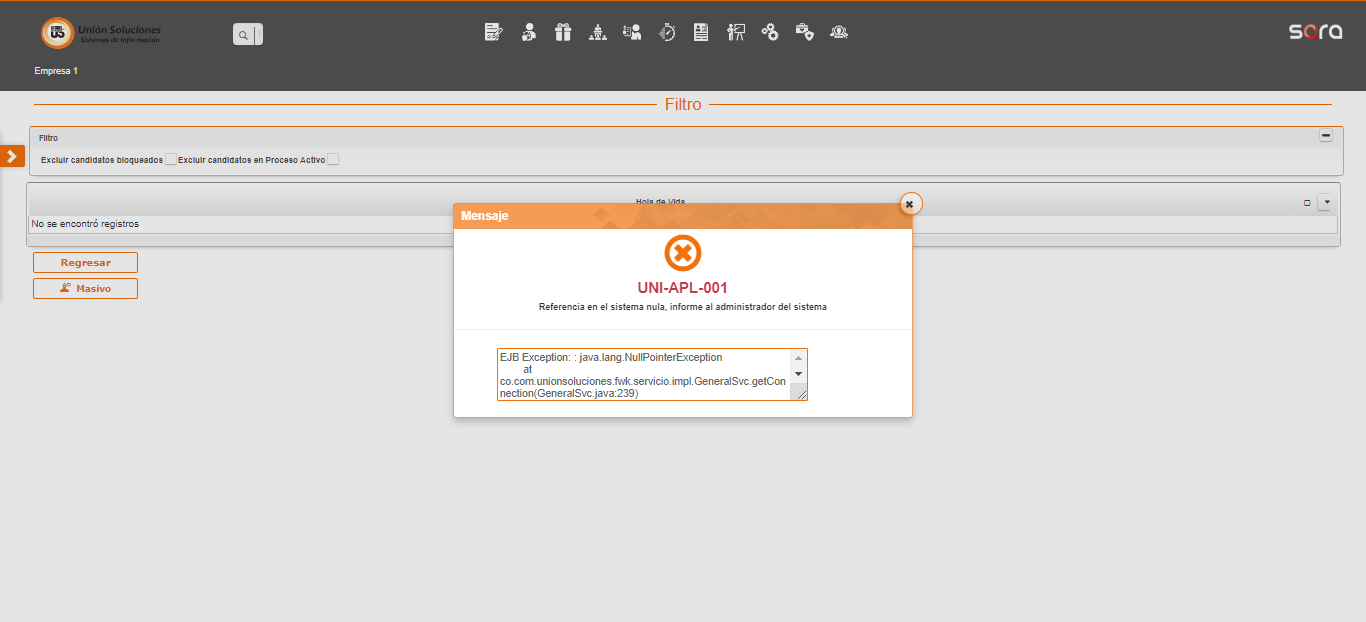 US
Unión Soluciones
Sistemas de Información
sora
Empresa 1
Filtro
Filtro
Excluir candidatos bloqueados Excluir candidatos en Proceso Activo
Hoja de Vida
No se encontró registros
Regresar
Masivo
Mensaje
UNI-APL-001
Referencia en el sistema nula, informe al administrador del sistema
EJB Exception: : java.lang.NullPointerException
at
co.com.unionsoluciones.fwk.servicio.impl.GeneralSvc.getCon
nection(GeneralSvc.java:239)